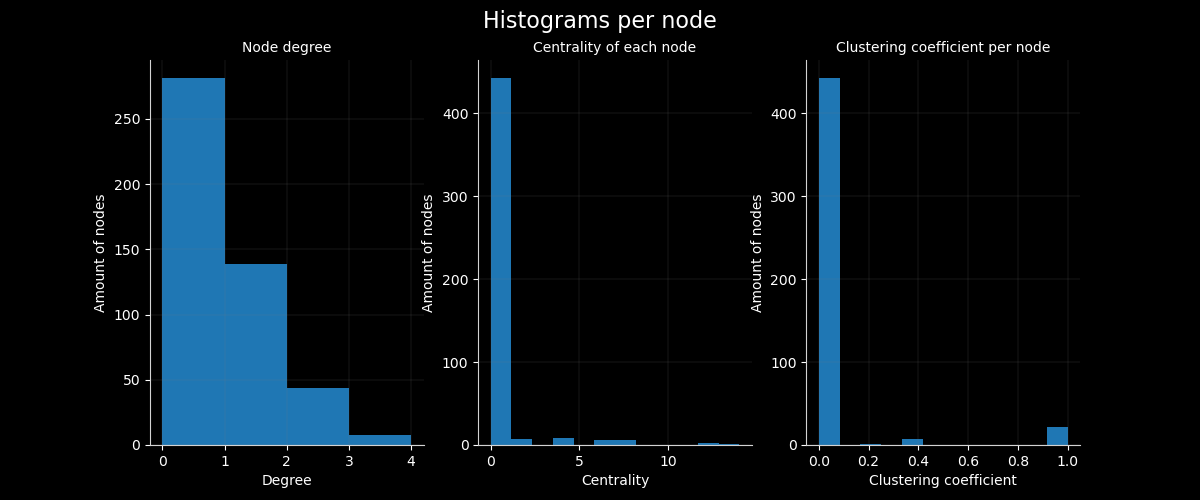 Histograms per node
Node degree
Amount of nodes
250
200
150
100
50
0
0 1 2 3 4
Degree
Centrality of each node
Amount of nodes
400
300
200
100
0
0 5 10
Centrality
Clustering coefficient per node
Amount of nodes
400
300
200
100
0
0.0 0.2 0.4 0.6 0.8 1.0
Clustering coefficient